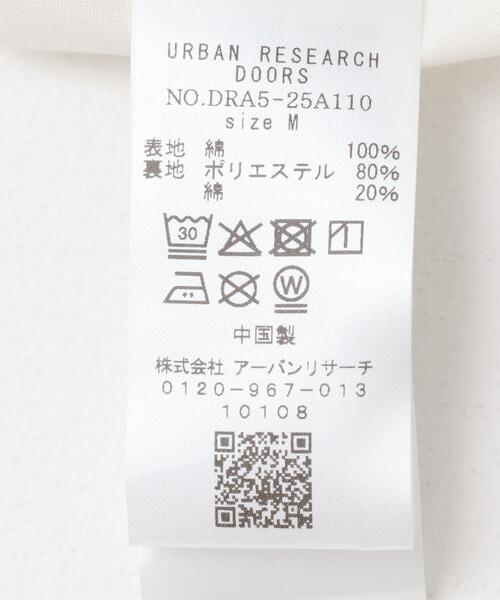 URBAN RESEARCH
DOORS
NO.DRA5-25A110
size M
表地 綿 100%
裏地 ポリエステル 80%
綿 20%
30
W
中国製
株式会社 アーバンリサーチ
0120-967-013
10108